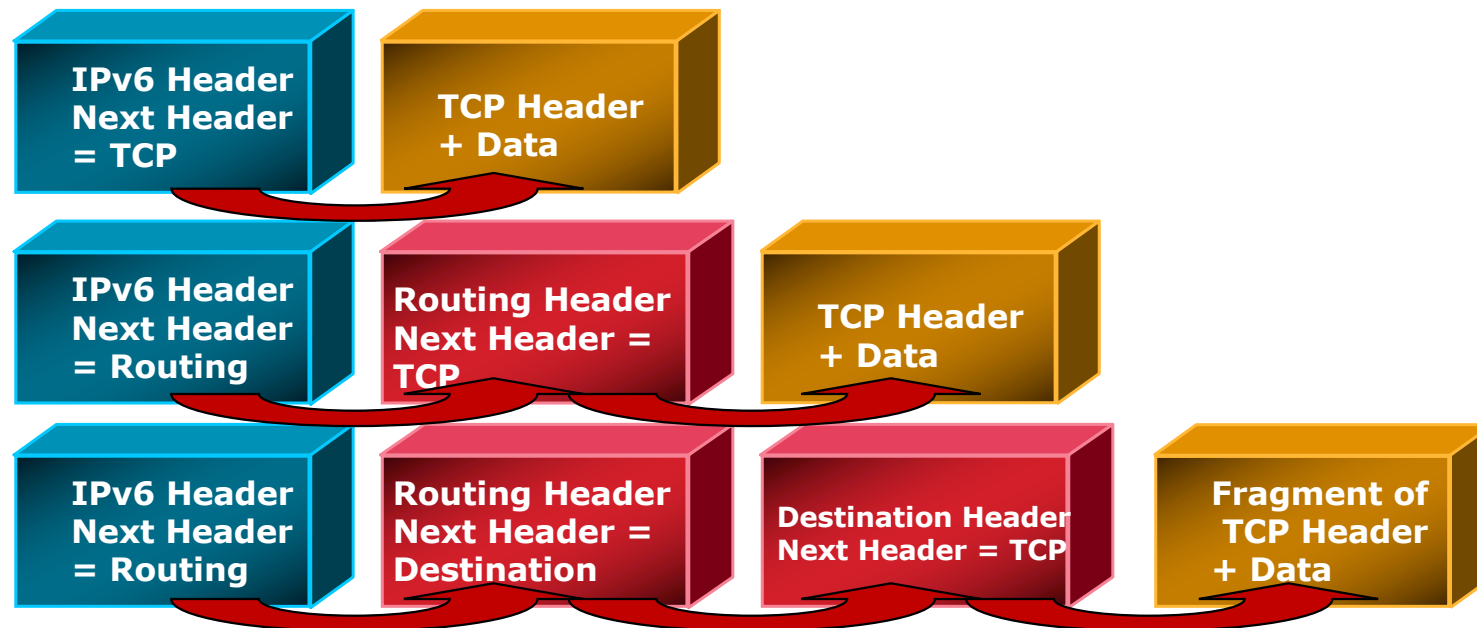 IPv6 Header
Next Header
= TCP
TCP Header
+ Data
IPv6 Header
Next Header
= Routing
Routing Header
Next Header =
TCP
TCP Header
+ Data
IPv6 Header
Next Header
= Routing
Routing Header
Next Header =
Destination
Destination Header
Next Header = TCP
Fragment of
TCP Header
+ Data